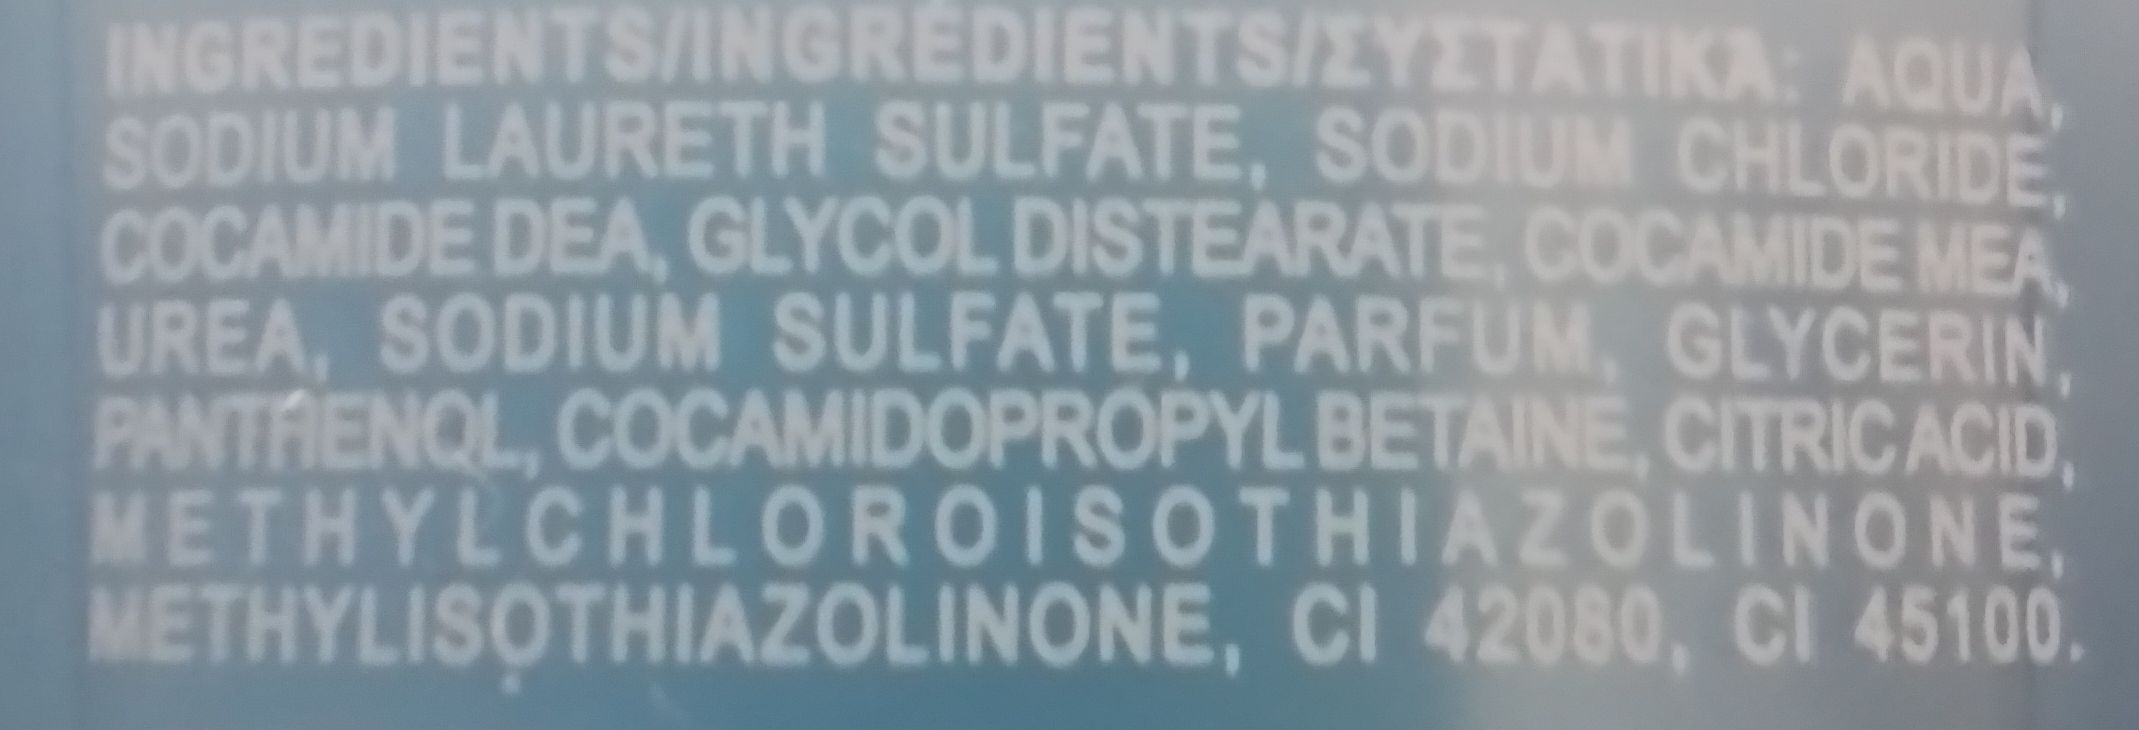 INGREDIENTS/INGRÉDIENTS/ΣΥΣΤΑΤΙΚΆ: AQUA,
SODIUM LAURETH SULFATE, SODIUM CHLORIDE,
COCAMIDE DEA, GLYCOL DISTEARATE, COCAMIDE MEA,
UREA, SODIUM SULFATE, PARFUM, GLYCERIN,
PANTHENOL, COCAMIDOPROPYL BETAINE, CITRIC ACID,
METHYLCHLOROISOTHIAZOLINONE,
METHYLISOTHIAZOLINONE, CI 42080, CI 45100.